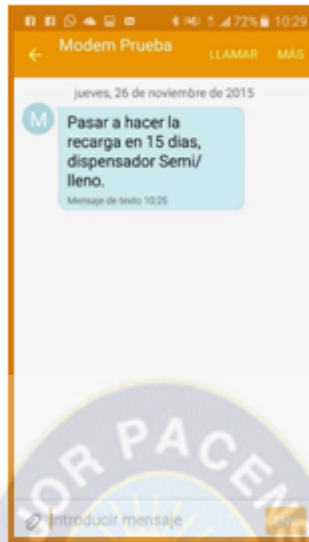 72% 10:29
Modem Prueba
LLAMAR MÁS
jueves, 26 de noviembre de 2015
M
Pasar a hacer la
recarga en 15 dias,
dispensador Semi/
lleno.
Mensaje de texto 10:25
OR PACEN
Introducir mensaje